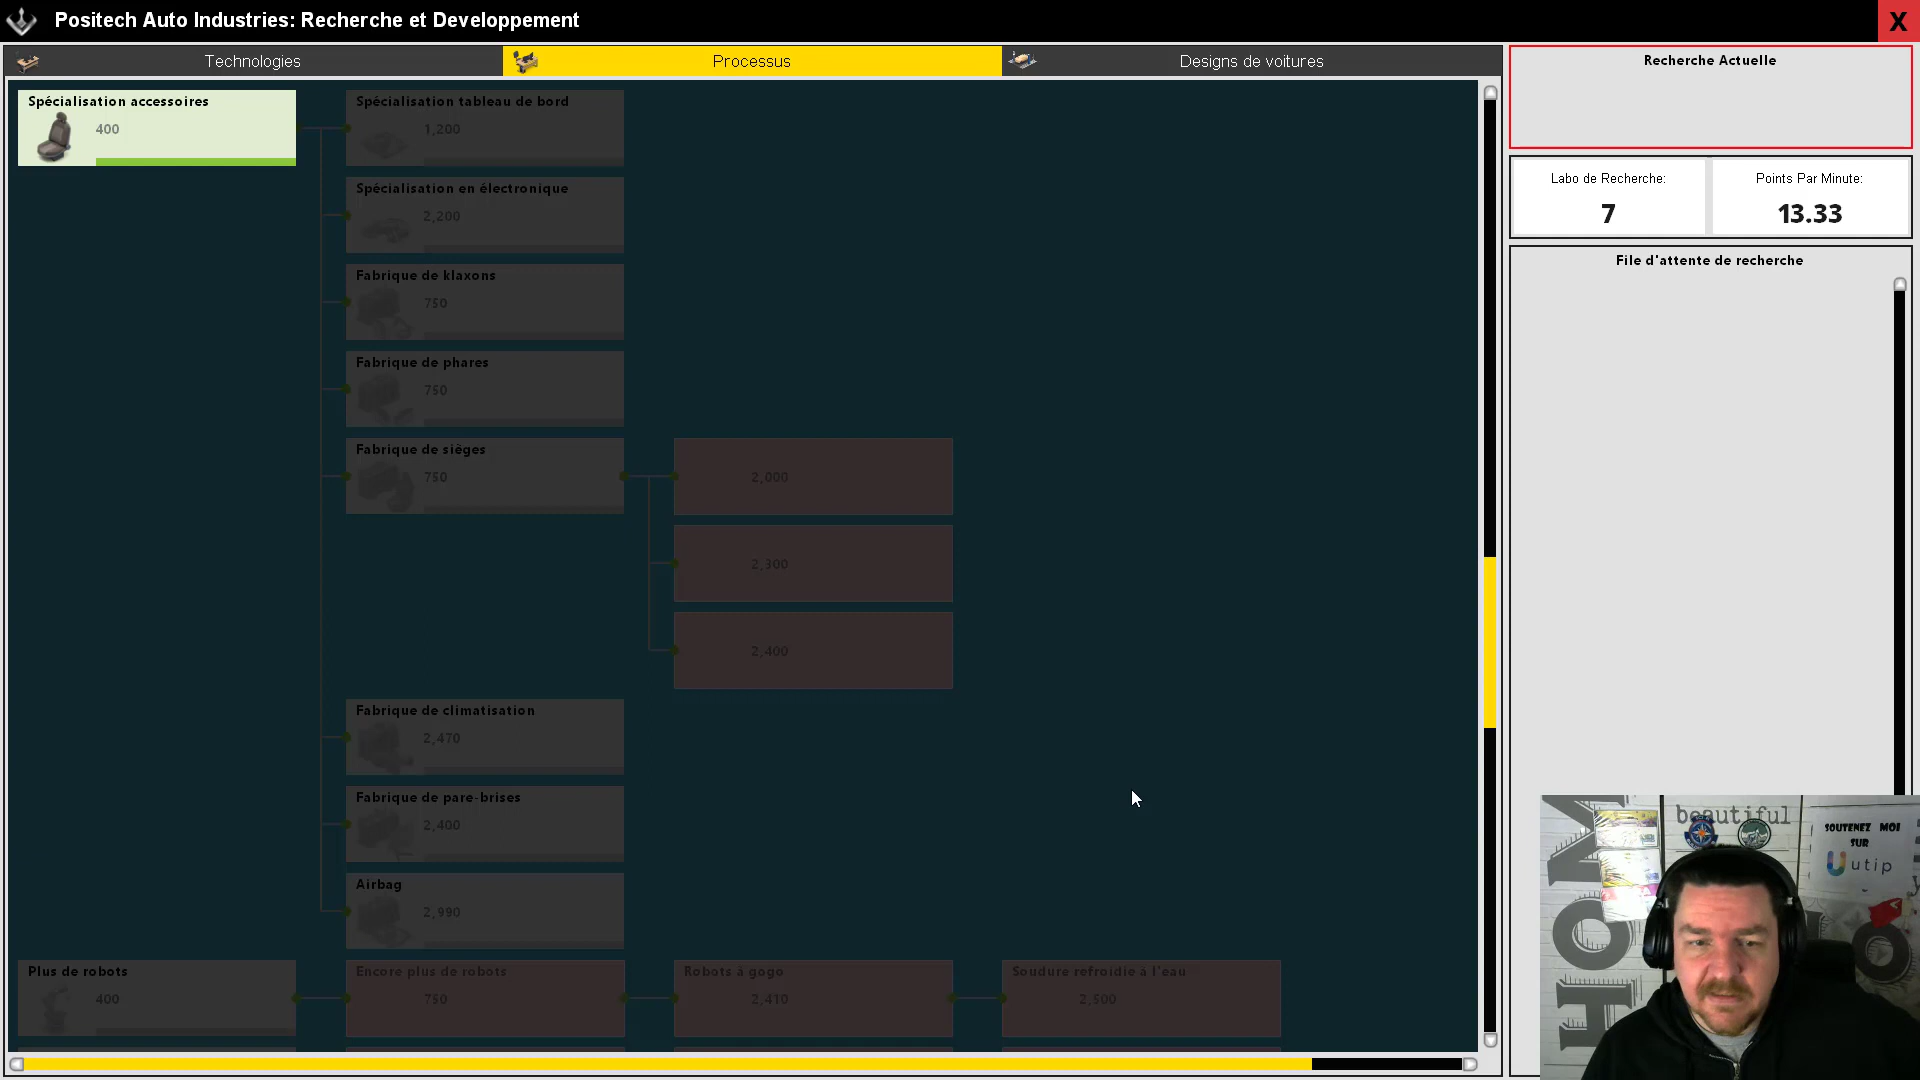 Positech Auto Industries: Recherche et Developpement
X
Technologies
Processus
Designs de voitures
Recherche Actuelle
Spécialisation accessoires
400
Spécialisation tableau de bord
1,200
Spécialisation en électronique
2,200
Fabrique de klaxons
750
Fabrique de phares
750
Fabrique de sièges
750
2,000
2,300
2,400
Fabrique de climatisation
2,470
Fabrique de pare-brises
2,400
Airbag
2,990
Plus de robots
400
Encore plus de robots
750
Robots à gogo
2,410
Soudure refroidie à l'eau
2,500
Labo de Recherche:
7
Points Par Minute:
13.33
File d'attente de recherche
beautiful
HOM
SOUTENEZ MOI
SUR
utip